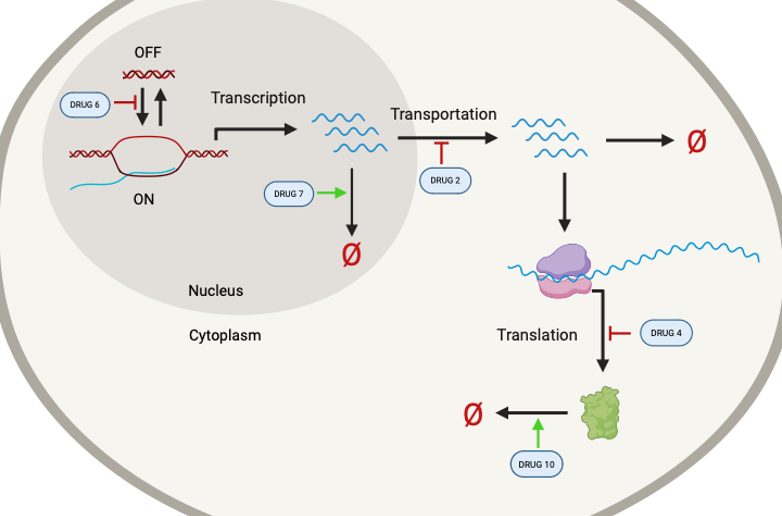 OFF
DRUG 6
Transcription
Transportation
ON
DRUG 7
DRUG 2
Ø
Ø
Nucleus
Cytoplasm
Translation
DRUG 4
Ø
DRUG 10